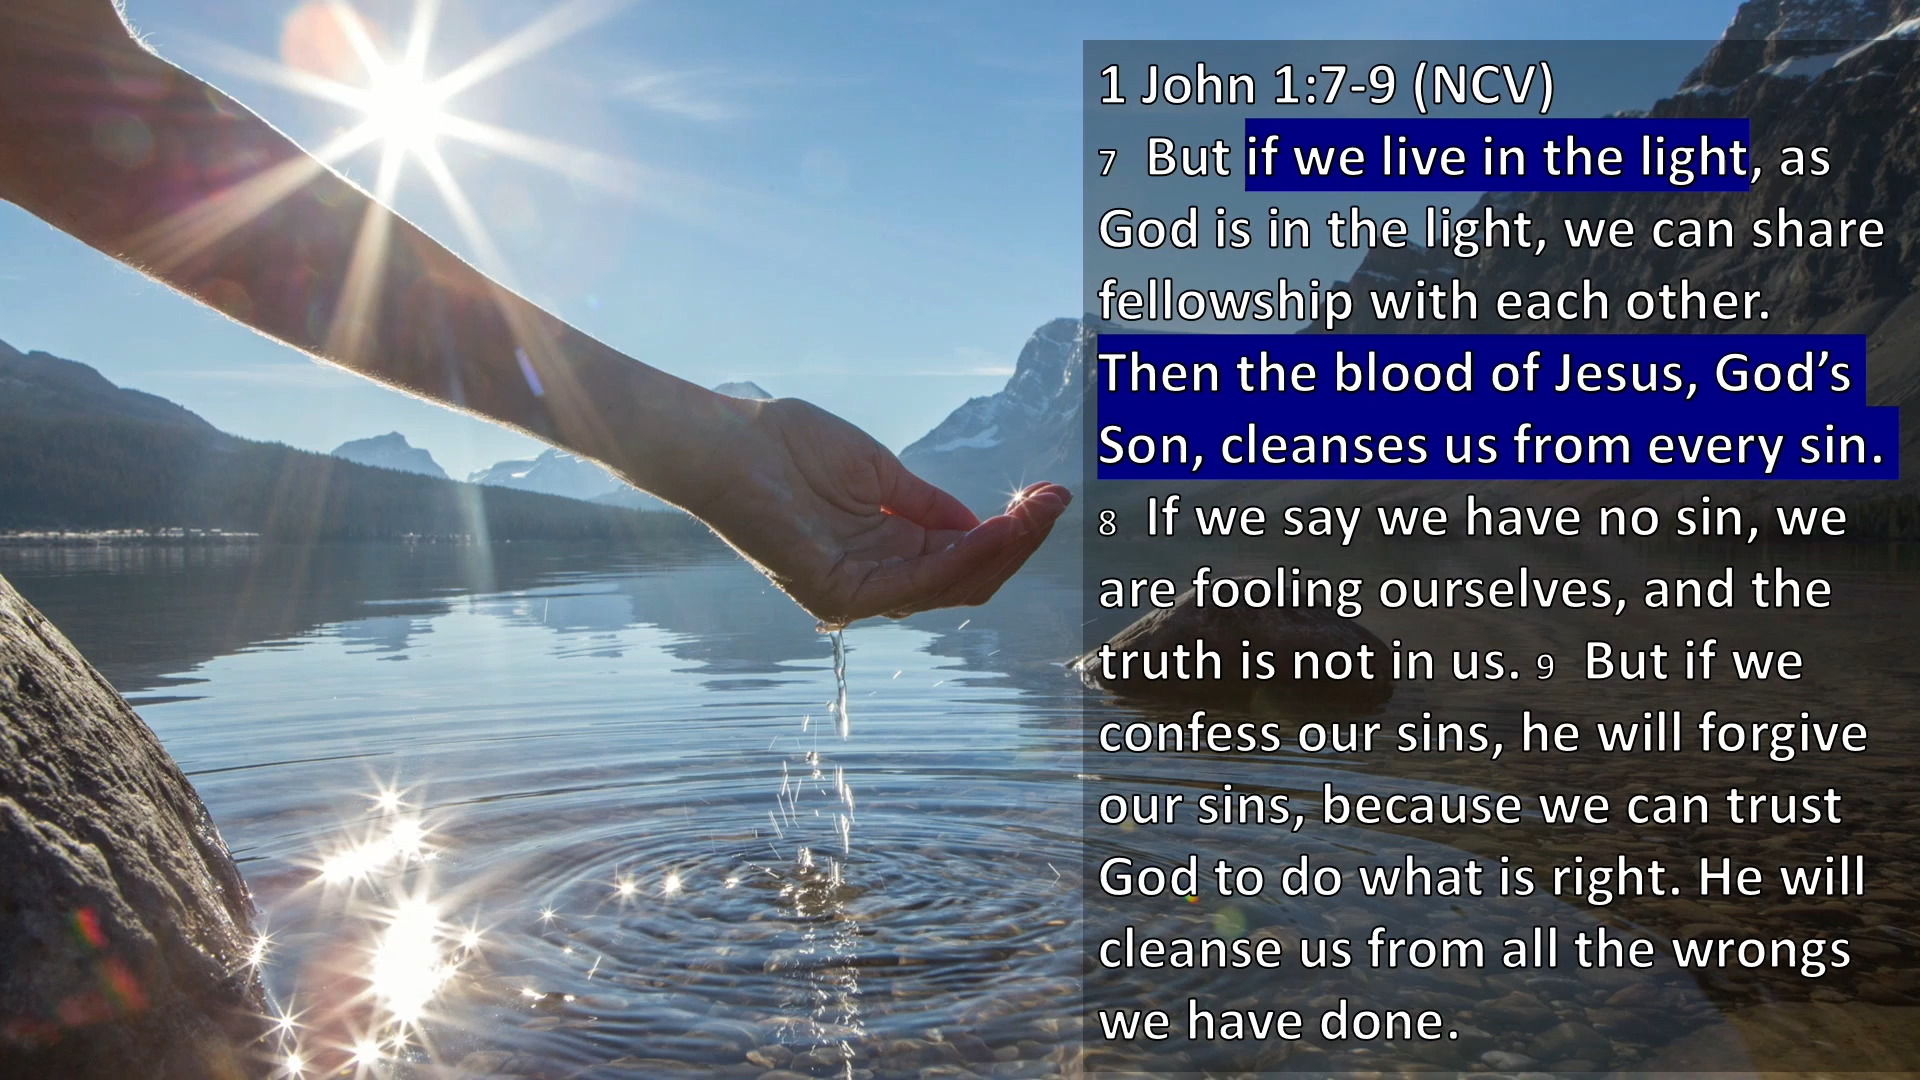 1 John 1:7-9 (NCV)
7 But if we live in the light, as
God is in the light, we can share
fellowship with each other.
Then the blood of Jesus, God’s
Son, cleanses us from every sin.
8 If we say we have no sin, we
are fooling ourselves, and the
truth is not in us. 9 But if we
confess our sins, he will forgive
our sins, because we can trust
God to do what is right. He will
cleanse us from all the wrongs
we have done.